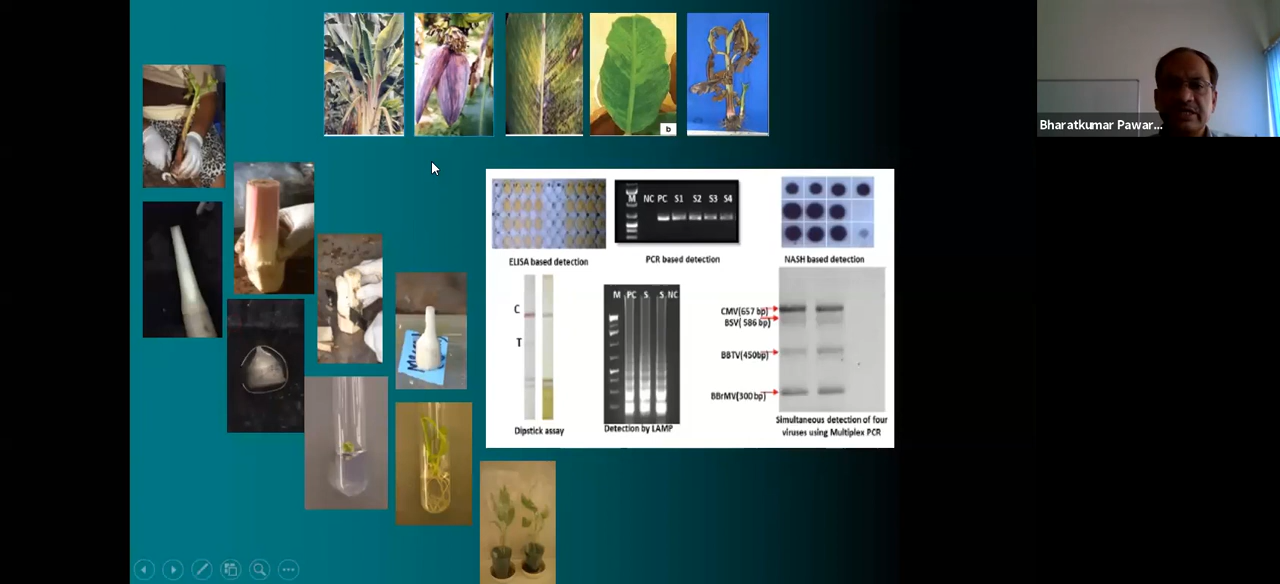 Bharatkumar Pawar...
b
M NC PC S1 S2 S3 S4
ELISA based detection
PCR based detection
NASH based detection
C
T
M PC S S NC
CMV(657 bp)
BSV( 586 bp)
BBTV(450bp)
BBrMV(300 bp)
Dipstick assay
Detection by LAMP
Simultaneous detection of four
viruses using Multiplex PCR